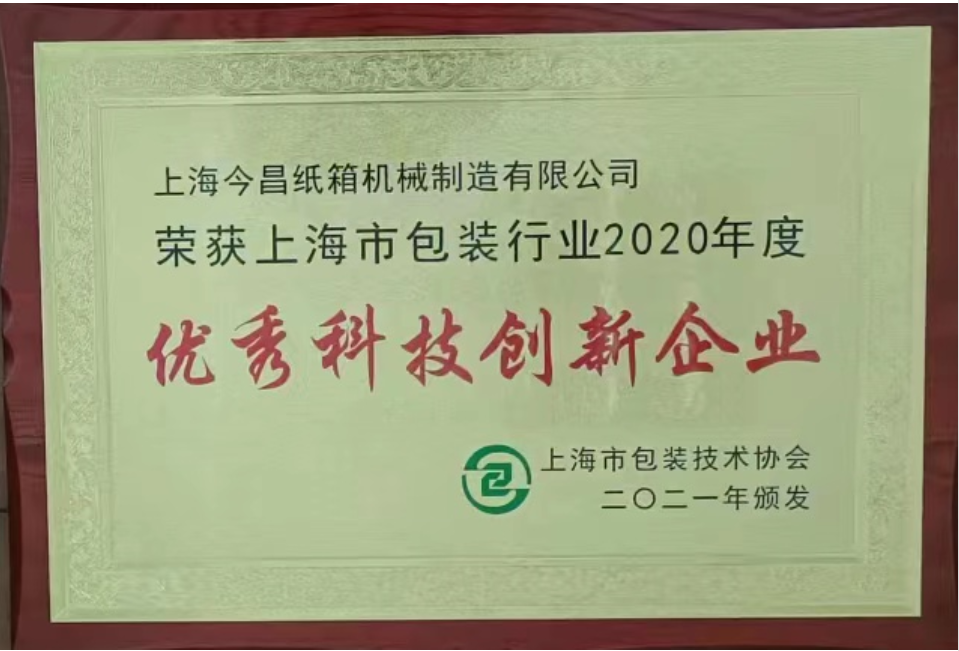 上海今昌纸箱机械制造有限公司
荣获上海市包装行业2020年度
优秀科技创新企业
上海市包装技术协会
二〇二一年颁发